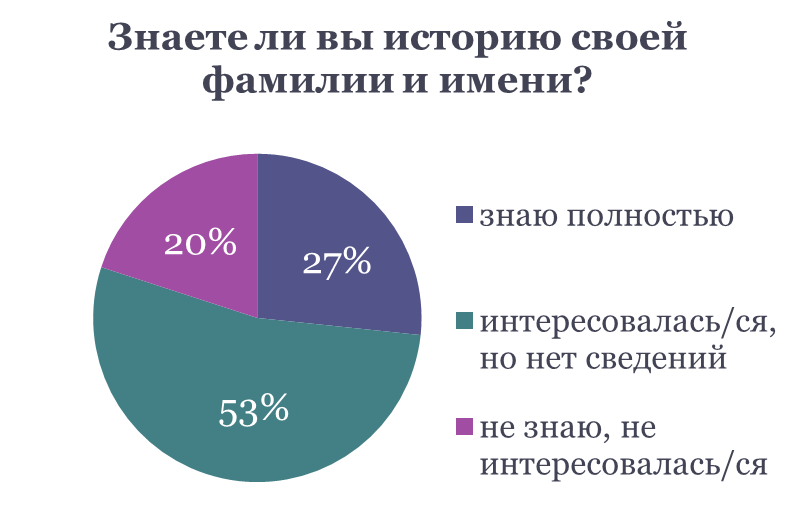 Знаете ли вы историю своей
фамилии и имени?
20%
27%
53%
знаю полностью
интересовалась/ся,
но нет сведений
не знаю, не
интересовалась/ся